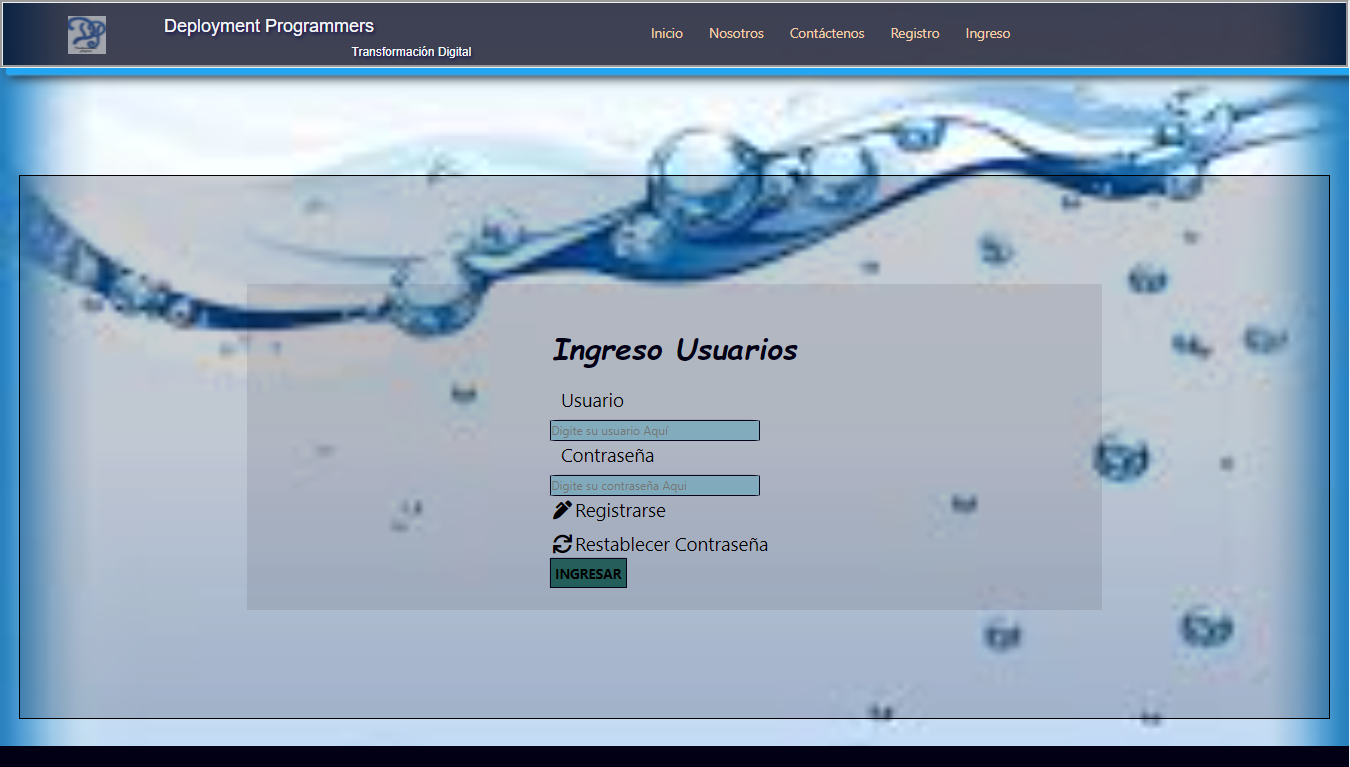 Deployment Programmers
Transformación Digital
Inicio Nosotros Contáctenos Registro Ingreso
Ingreso Usuarios
Usuario
Digite su usuario Aquí
Contraseña
Digite su contraseña Aqui
Registrarse
Restablecer Contraseña
INGRESAR